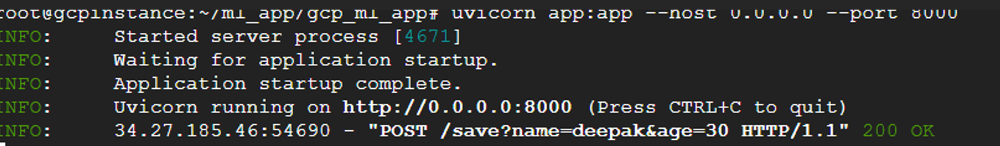 root@gcpinstance:~/ml_app/gcp_ml_app# uvicorn app:app --host 0.0.0.0 --port 8000
INFO:     Started server process [4671]
INFO:     Waiting for application startup.
INFO:     Application startup complete.
INFO:     Uvicorn running on http://0.0.0.0:8000 (Press CTRL+C to quit)
INFO:     34.27.185.46:54690 - "POST /save?name=deepak&age=30 HTTP/1.1" 200 OK